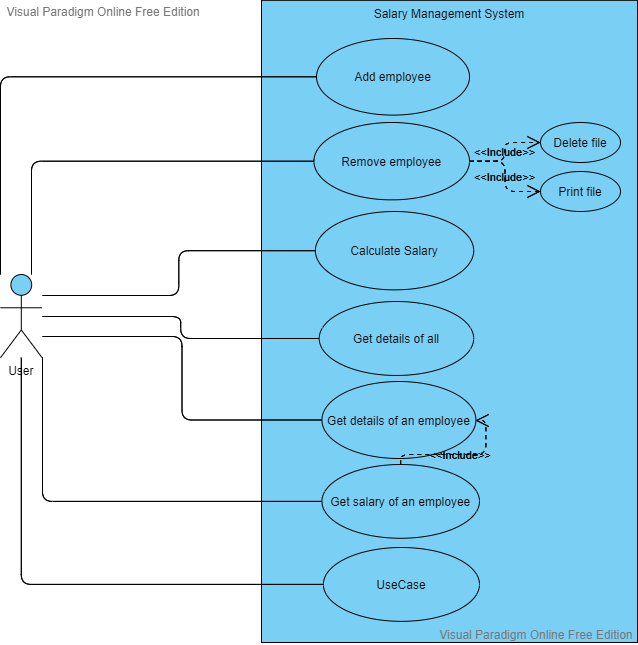 Visual Paradigm Online Free Edition
Salary Management System
Add employee
Remove employee
<<Include>>
Delete file
<<Include>>
Print file
Calculate Salary
Get details of all
User
Get details of an employee
<<Include>>
Get salary of an employee
UseCase
Visual Paradigm Online Free Edition